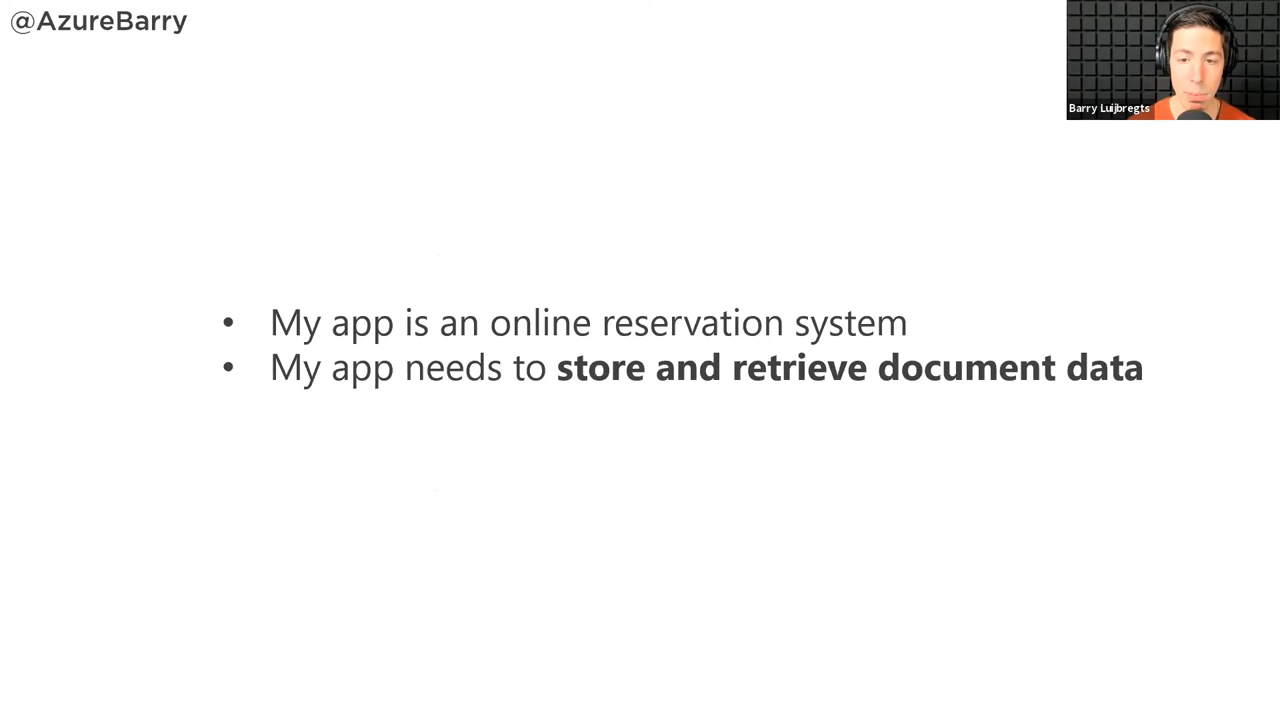 @AzureBarry
Barry Luijbregts
• My app is an online reservation system
• My app needs to store and retrieve document data